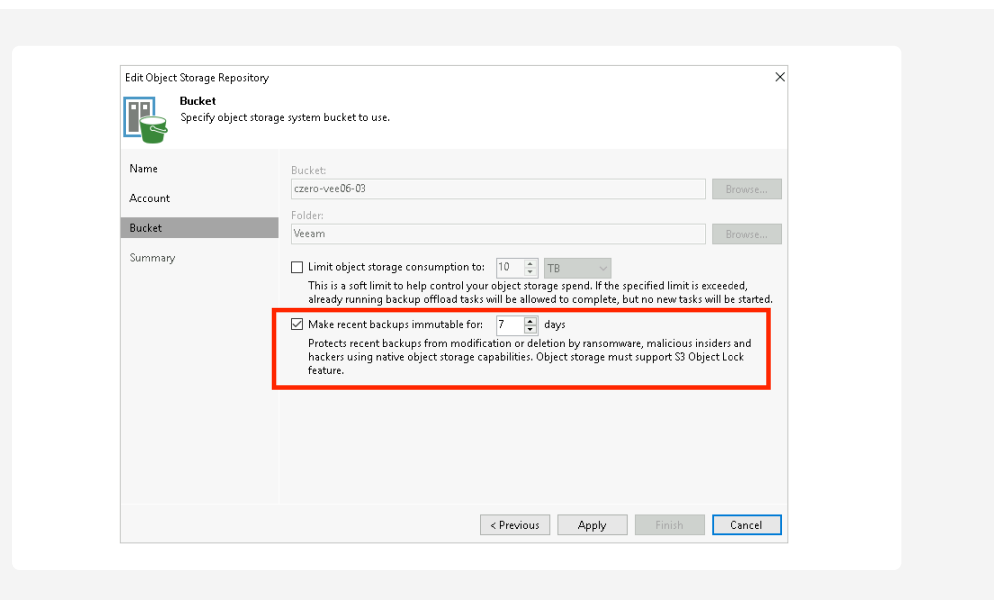 Edit Object Storage Repository
Bucket
Specify object storage system bucket to use.
Name
Account
Bucket
Summary
Bucket:
czero-vee06-03
Browse...
Folder:
Veeam
Browse...
Limit object storage consumption to: 10 TB
This is a soft limit to help control your object storage spend. If the specified limit is exceeded,
already running backup offload tasks will be allowed to complete, but no new tasks will be started.
Make recent backups immutable for: 7 days
Protects recent backups from modification or deletion by ransomware, malicious insiders and
hackers using native object storage capabilities. Object storage must support S3 Object Lock
feature.
< Previous Apply Finish Cancel